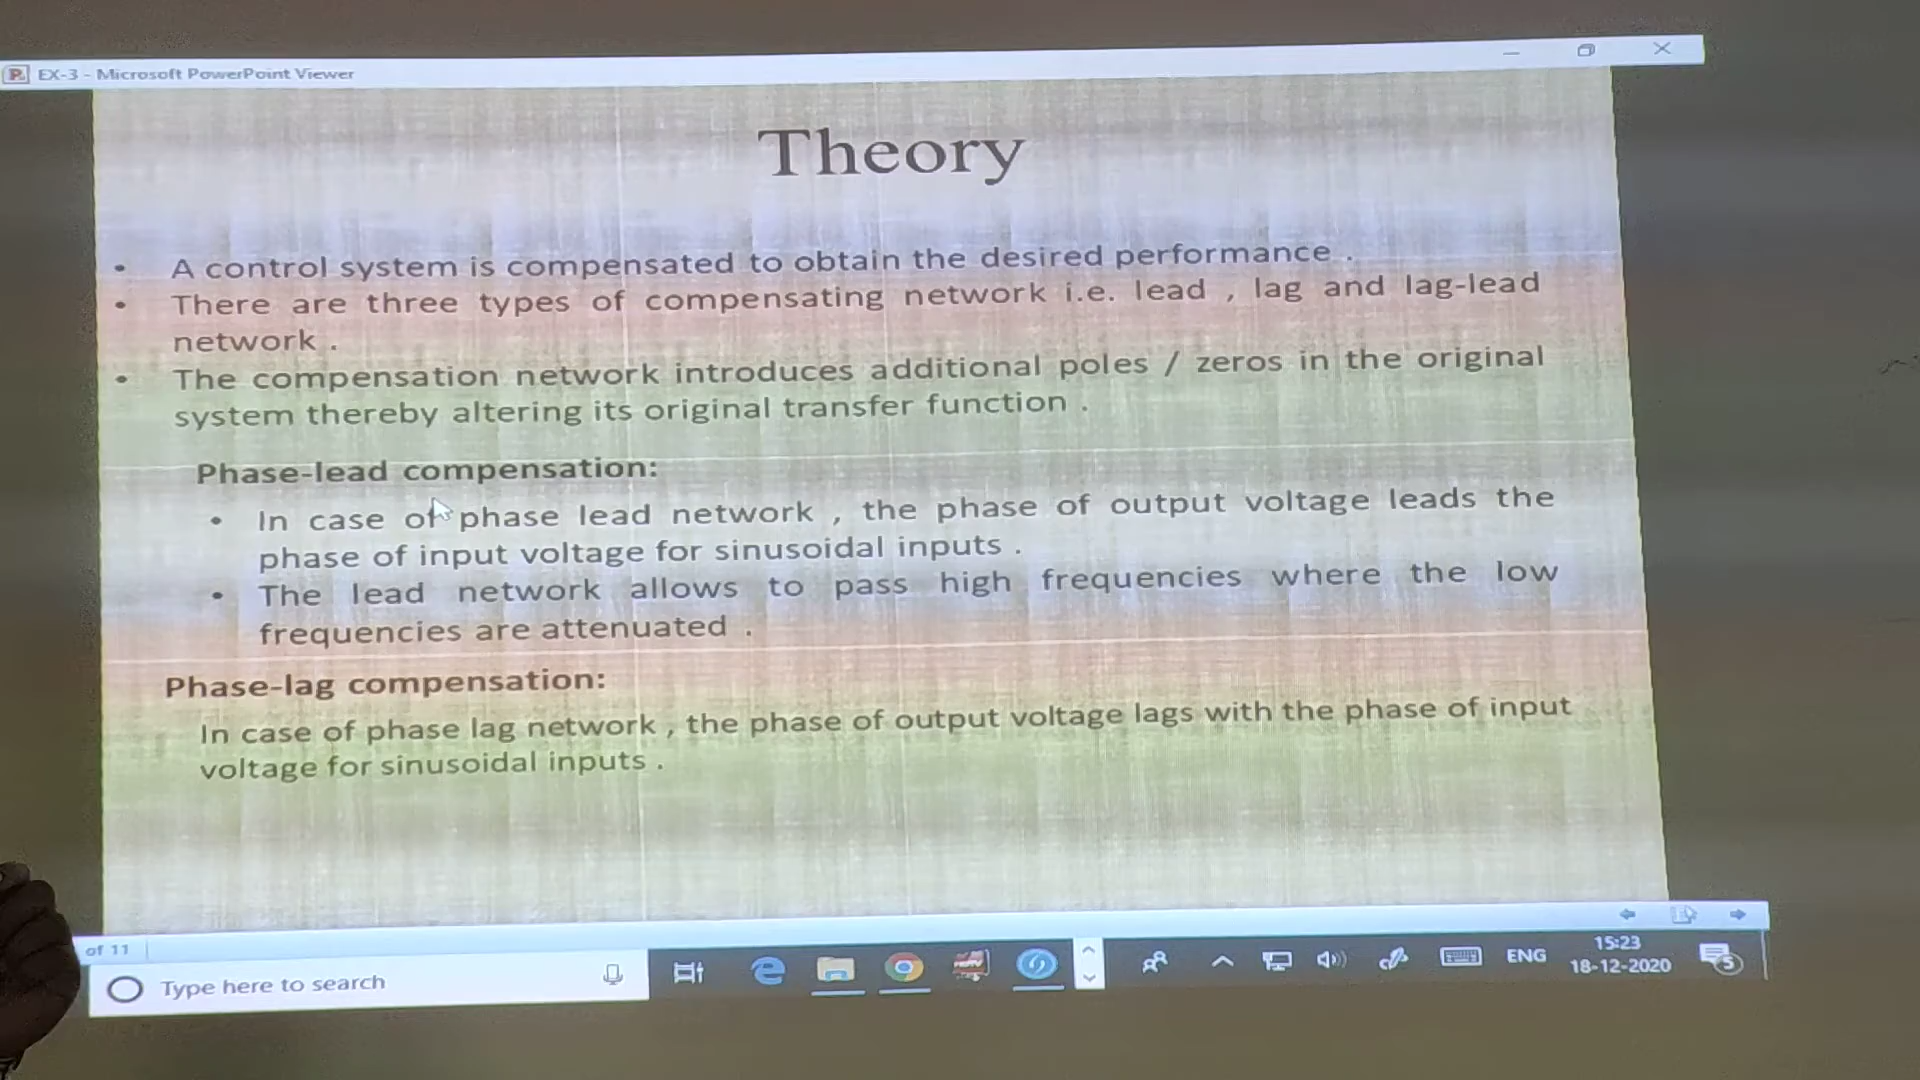 EX-3 - Microsoft PowerPoint Viewer
Theory
• A control system is compensated to obtain the desired performance .
• There are three types of compensating network i.e. lead , lag and lag-lead
network .
• The compensation network introduces additional poles / zeros in the original
system thereby altering its original transfer function .
Phase-lead compensation:
• In case of phase lead network , the phase of output voltage leads the
phase of input voltage for sinusoidal inputs .
• The lead network allows to pass high frequencies where the low
frequencies are attenuated .
Phase-lag compensation:
In case of phase lag network , the phase of output voltage lags with the phase of input
voltage for sinusoidal inputs .
of 11
Type here to search
ENG
15:23
18-12-2020
5